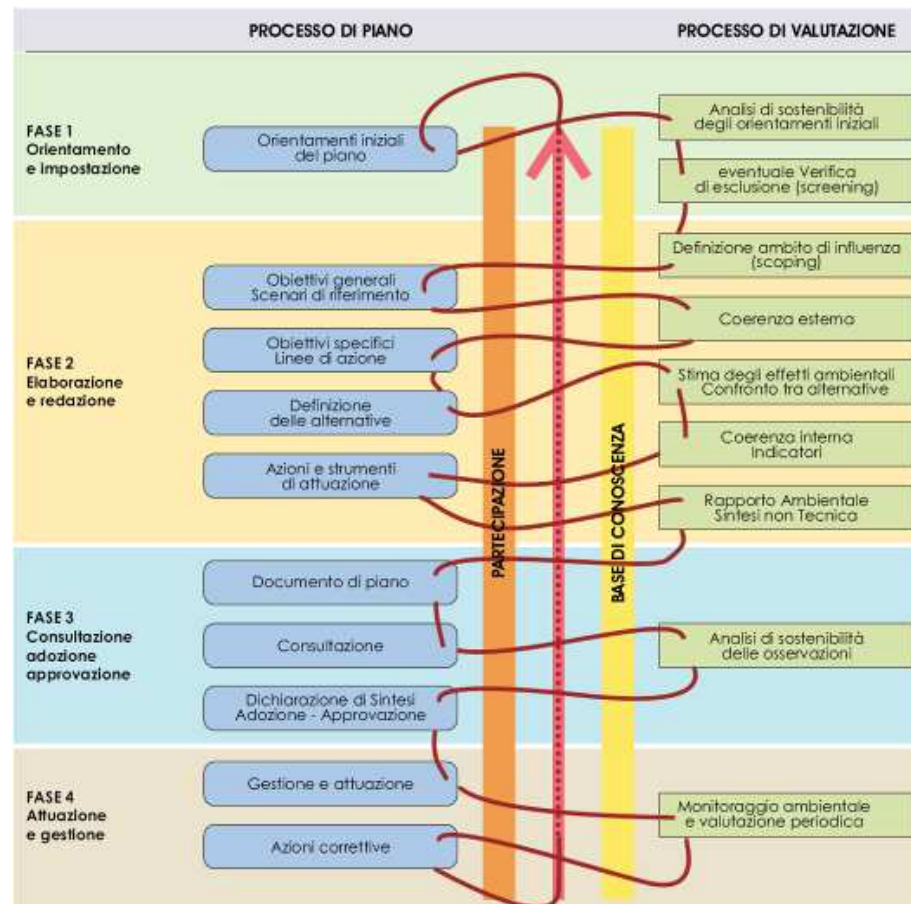 PROCESSO DI PIANO
PROCESSO DI VALUTAZIONE
FASE 1
Orientamento
e impostazione
Orientamenti iniziali
del piano
Analisi di sostenibilità
degli orientamenti iniziali
eventuale Verifica
di esclusione (screening)
FASE 2
Elaborazione
e redazione
Obiettivi generali
Scenari di riferimento
Obiettivi specifici
Linee di azione
Definizione
delle alternative
Azioni e strumenti
di attuazione
Definizione ambito di influenza
(scoping)
Coerenza esterna
Stima degli effetti ambientali
Confronto tra alternative
Coerenza interna
Indicatori
Rapporto Ambientale
Sintesi non Tecnica
PARTECIPAZIONE
BASE DI CONOSCENZA
FASE 3
Consultazione
adozione
approvazione
Documento di piano
Consultazione
Dichiarazione di Sintesi
Adozione - Approvazione
Analisi di sostenibilità
delle osservazioni
FASE 4
Attuazione
e gestione
Gestione e attuazione
Azioni correttive
Monitoraggio ambientale
e valutazione periodica